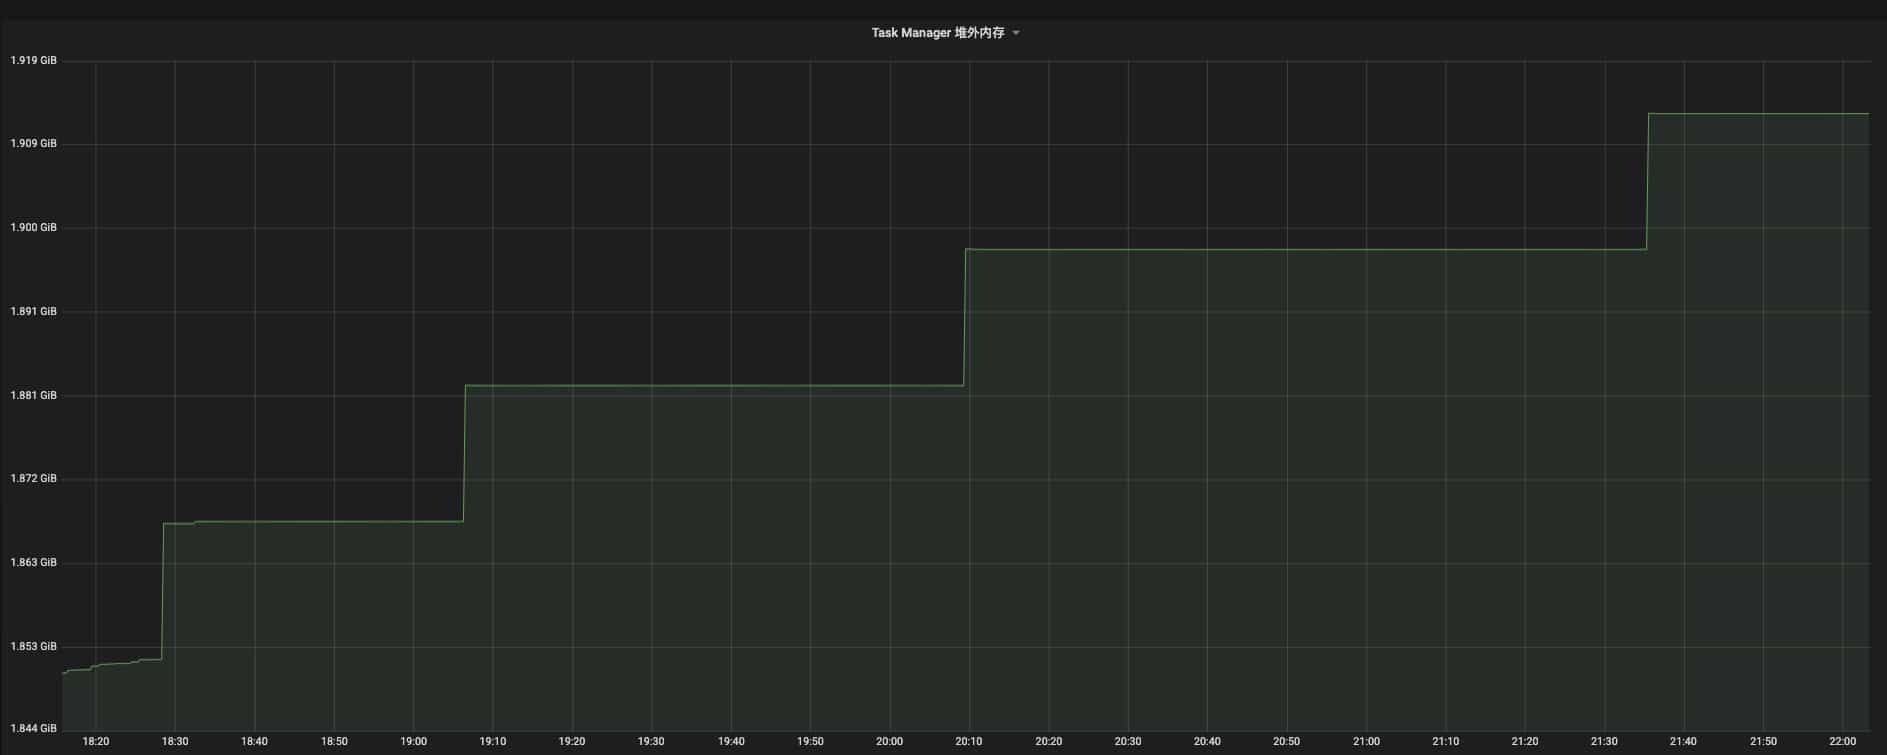 Task Manager 堆外内存
1.919 GiB
1.909 GiB
1.900 GiB
1.891 GiB
1.881 GiB
1.872 GiB
1.863 GiB
1.853 GiB
1.844 GiB
18:20 18:30 18:40 18:50 19:00 19:10 19:20 19:30 19:40 19:50 20:00 20:10 20:20 20:30 20:40 20:50 21:00 21:10 21:20 21:30 21:40 21:50 22:00